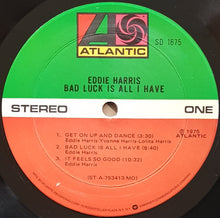 ATLANTIC
SD 1675
EDDIE HARRIS
BAD LUCK IS ALL I HAVE
STEREO
ONE
1. GET ON UP AND DANCE (3:30)
Eddie Harris-Yvonne Harris-Lolita Harris
2. BAD LUCK IS ALL I HAVE (6:40)
Eddie Harris
3. IT FEELS SO GOOD (10:32)
Eddie Harris
℗ 1975
ATLANTIC
(ST-A-753413 MO)